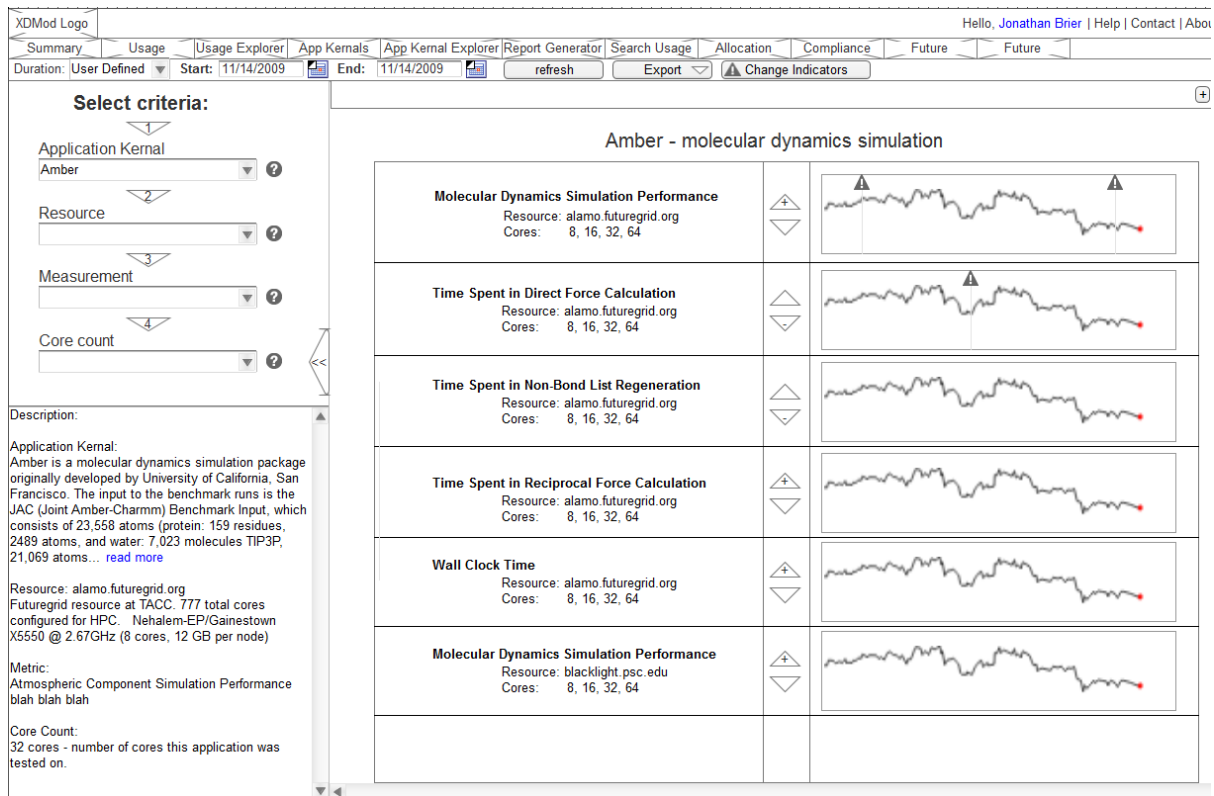 XDMod Logo
Hello, Jonathan Brier | Help | Contact | Abou
Summary Usage Usage Explorer App Kernals App Kernal Explorer Report Generator Search Usage Allocation Compliance Future Future
Duration: User Defined Start: 11/14/2009 End: 11/14/2009 refresh Export Change Indicators
Select criteria:
1
Application Kernal
Amber ?
2
Resource
?
3
Measurement
?
4
Core count
?
<<
Description:
Application Kernal:
Amber is a molecular dynamics simulation package
originally developed by University of California, San
Francisco. The input to the benchmark runs is the
JAC (Joint Amber-Charmm) Benchmark Input, which
consists of 23,558 atoms (protein: 159 residues,
2489 atoms, and water: 7,023 molecules TIP3P,
21,069 atoms... read more
Resource: alamo.futuregrid.org
Futuregrid resource at TACC. 777 total cores
configured for HPC. Nehalem-EP/Gainestown
X5550 @ 2.67GHz (8 cores, 12 GB per node)
Metric:
Atmospheric Component Simulation Performance
blah blah blah
Core Count:
32 cores - number of cores this application was
tested on.
+
Amber - molecular dynamics simulation
Molecular Dynamics Simulation Performance
Resource: alamo.futuregrid.org
Cores: 8, 16, 32, 64
+
Time Spent in Direct Force Calculation
Resource: alamo.futuregrid.org
Cores: 8, 16, 32, 64
-
Time Spent in Non-Bond List Regeneration
Resource: alamo.futuregrid.org
Cores: 8, 16, 32, 64
-
Time Spent in Reciprocal Force Calculation
Resource: alamo.futuregrid.org
Cores: 8, 16, 32, 64
+
Wall Clock Time
Resource: alamo.futuregrid.org
Cores: 8, 16, 32, 64
+
Molecular Dynamics Simulation Performance
Resource: blacklight.psc.edu
Cores: 8, 16, 32, 64
+